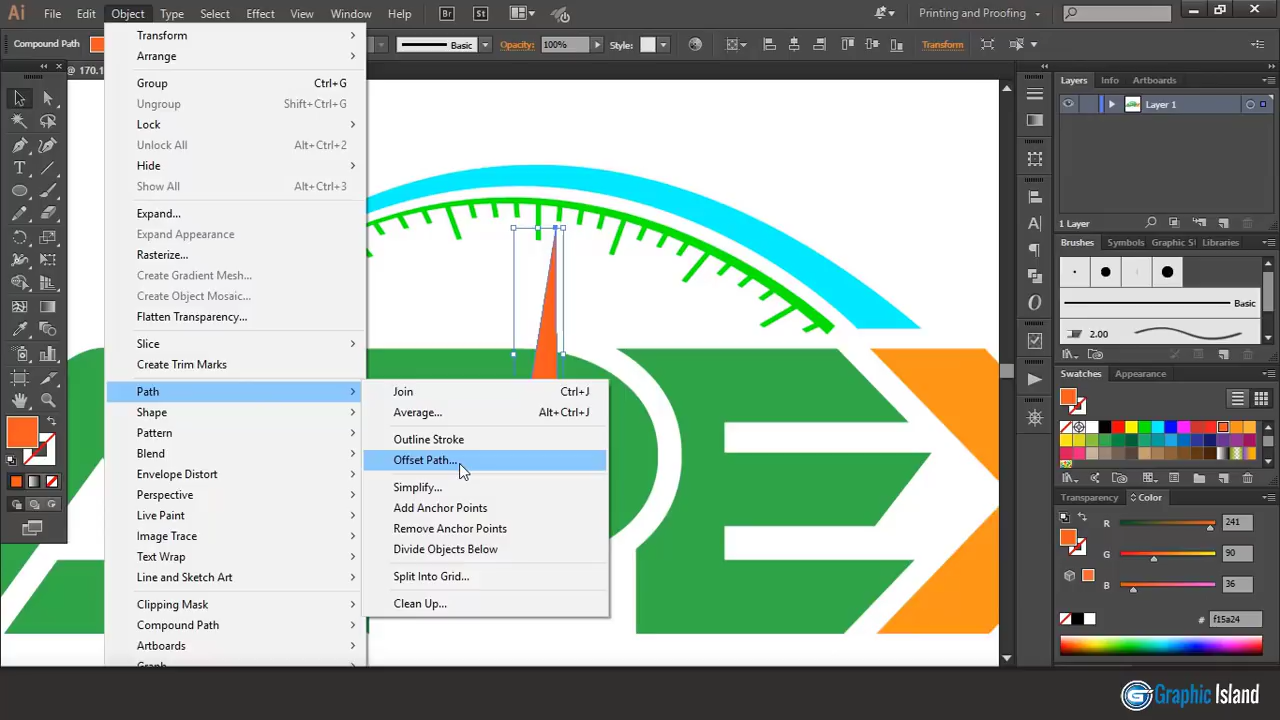 Ai File Edit Object Type Select Effect View Window Help Br St Printing and Proofing
Compound Path Basic Opacity: 100% Style: Transform
@ 170.1
Transform
Arrange
Group Ctrl+G
Ungroup Shift+Ctrl+G
Lock
Unlock All Alt+Ctrl+2
Hide
Show All Alt+Ctrl+3
Expand...
Expand Appearance
Rasterize...
Create Gradient Mesh...
Create Object Mosaic...
Flatten Transparency...
Slice
Create Trim Marks
Path
Shape
Pattern
Blend
Envelope Distort
Perspective
Live Paint
Image Trace
Text Wrap
Line and Sketch Art
Clipping Mask
Compound Path
Artboards
Graph
Join Ctrl+J
Average... Alt+Ctrl+J
Outline Stroke
Offset Path...
Simplify...
Add Anchor Points
Remove Anchor Points
Divide Objects Below
Split Into Grid...
Clean Up...
Layers Info Artboards
Layer 1
1 Layer
Brushes Symbols Graphic S Libraries
Basic
2.00
Swatches Appearance
Transparency Color
R 241
G 90
B 36
# f15a24
Graphic Island